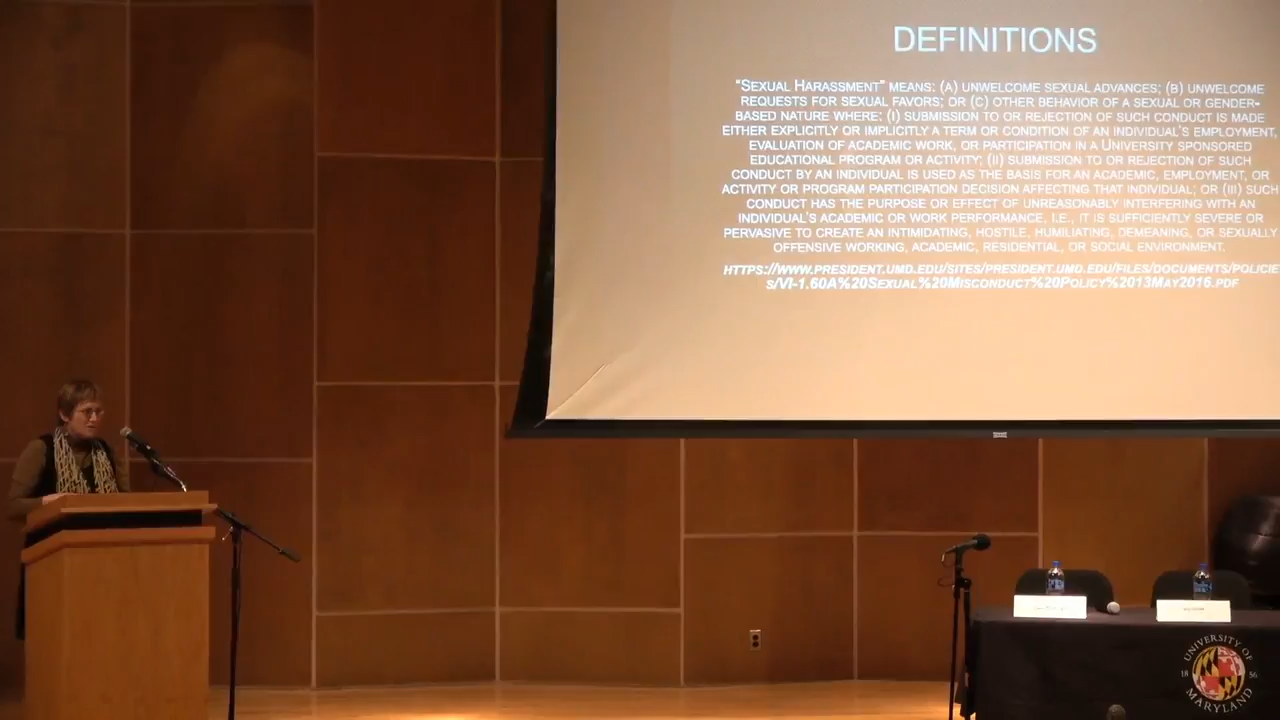 DEFINITIONS
“SEXUAL HARASSMENT” MEANS: (A) UNWELCOME SEXUAL ADVANCES; (B) UNWELCOME
REQUESTS FOR SEXUAL FAVORS; OR (C) OTHER BEHAVIOR OF A SEXUAL OR GENDER-
BASED NATURE WHERE: (I) SUBMISSION TO OR REJECTION OF SUCH CONDUCT IS MADE
EITHER EXPLICITLY OR IMPLICITLY A TERM OR CONDITION OF AN INDIVIDUAL'S EMPLOYMENT,
EVALUATION OF ACADEMIC WORK, OR PARTICIPATION IN A UNIVERSITY SPONSORED
EDUCATIONAL PROGRAM OR ACTIVITY; (II) SUBMISSION TO OR REJECTION OF SUCH
CONDUCT BY AN INDIVIDUAL IS USED AS THE BASIS FOR AN ACADEMIC, EMPLOYMENT, OR
ACTIVITY OR PROGRAM PARTICIPATION DECISION AFFECTING THAT INDIVIDUAL; OR (III) SUCH
CONDUCT HAS THE PURPOSE OR EFFECT OF UNREASONABLY INTERFERING WITH AN
INDIVIDUAL'S ACADEMIC OR WORK PERFORMANCE, I.E., IT IS SUFFICIENTLY SEVERE OR
PERVASIVE TO CREATE AN INTIMIDATING, HOSTILE, HUMILIATING, DEMEANING, OR SEXUALLY
OFFENSIVE WORKING, ACADEMIC, RESIDENTIAL, OR SOCIAL ENVIRONMENT.
HTTPS://WWW.PRESIDENT.UMD.EDU/SITES/PRESIDENT.UMD.EDU/FILES/DOCUMENTS/POLICIE
S/VI-1.60A%20SEXUAL%20MISCONDUCT%20POLICY%2013MAY2016.PDF
UNIVERSITY OF
18 56
MARYLAND